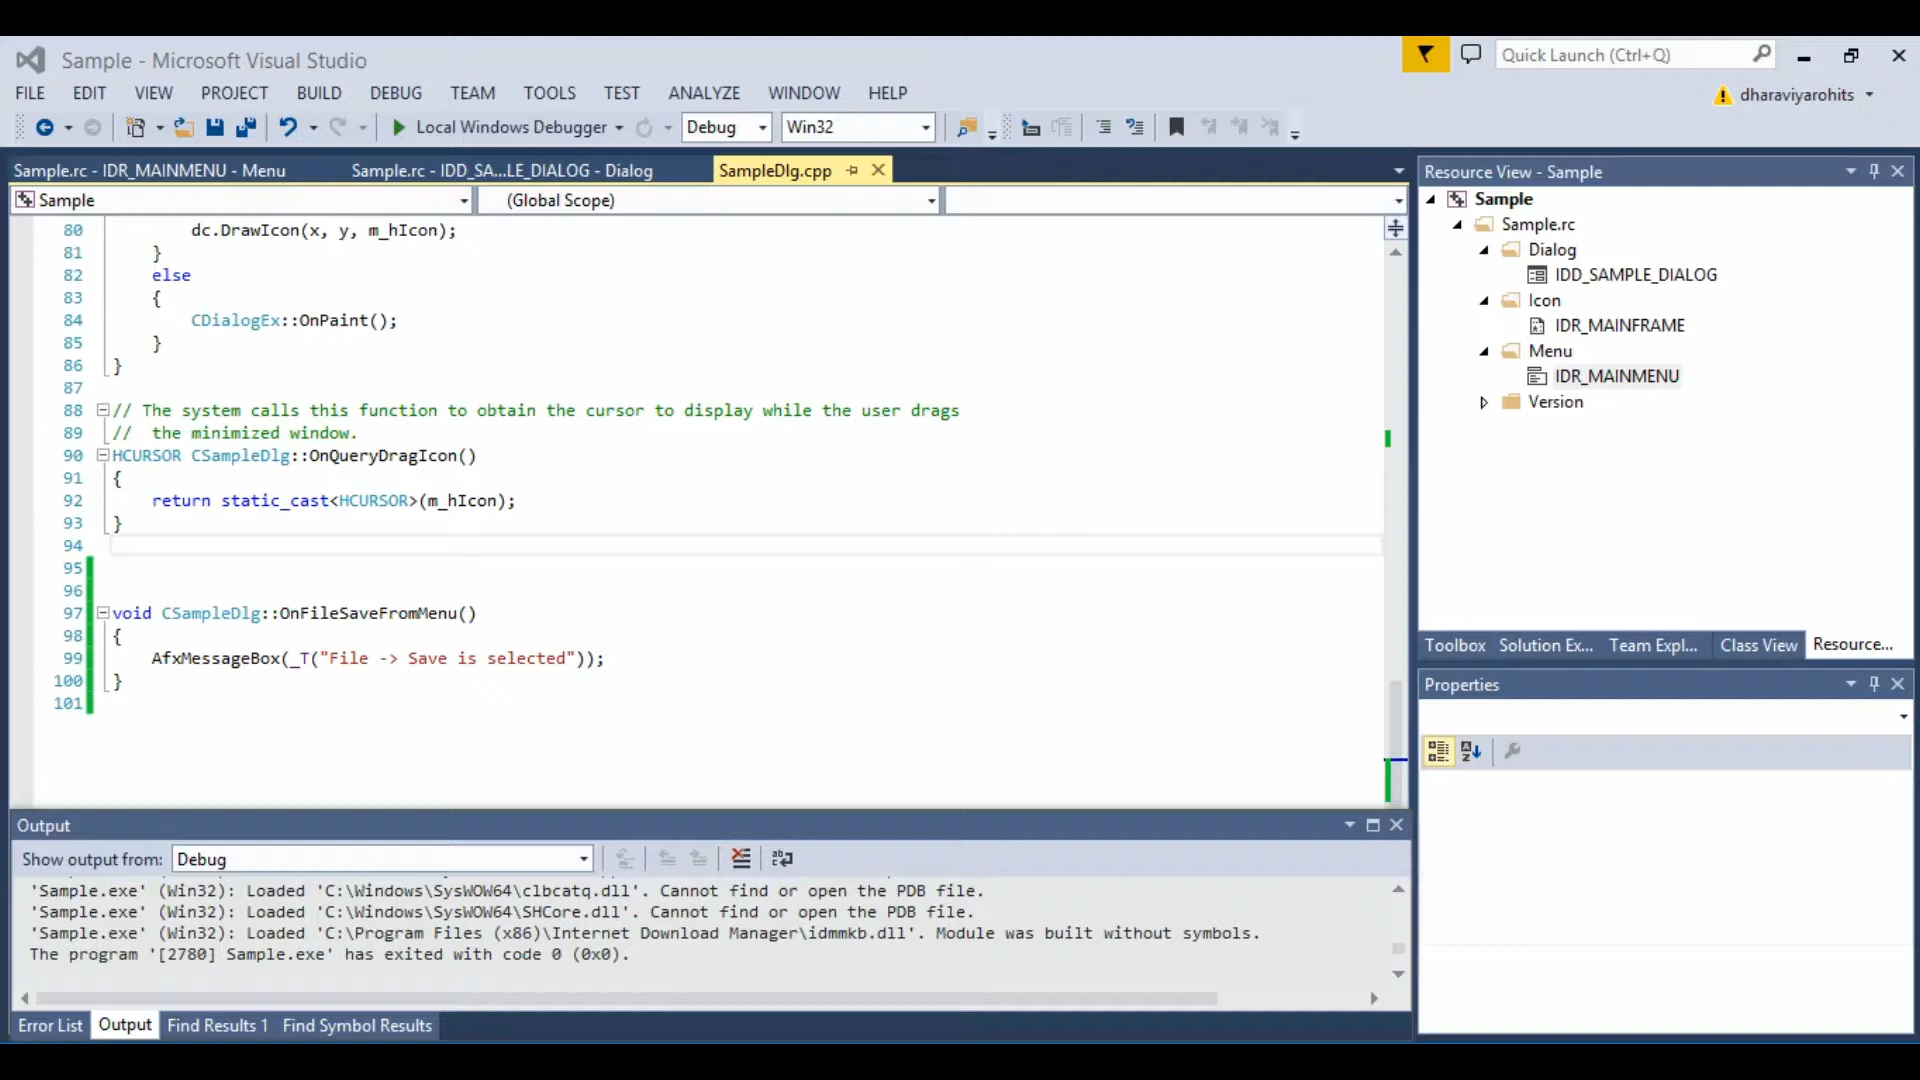 Sample - Microsoft Visual Studio
Quick Launch (Ctrl+Q)
FILE EDIT VIEW PROJECT BUILD DEBUG TEAM TOOLS TEST ANALYZE WINDOW HELP
dharaviyarohits
Local Windows Debugger Debug Win32
Sample.rc - IDR_MAINMENU - Menu Sample.rc - IDD_SA...LE_DIALOG - Dialog SampleDlg.cpp
Sample (Global Scope)
80 dc.DrawIcon(x, y, m_hIcon);
81 }
82 else
83 {
84 CDialogEx::OnPaint();
85 }
86 }
87
88 // The system calls this function to obtain the cursor to display while the user drags
89 //  the minimized window.
90 HCURSOR CSampleDlg::OnQueryDragIcon()
91 {
92 return static_cast<HCURSOR>(m_hIcon);
93 }
94
95
96
97 void CSampleDlg::OnFileSaveFromMenu()
98 {
99 AfxMessageBox(_T("File -> Save is selected"));
100 }
101
Output
Show output from: Debug
'Sample.exe' (Win32): Loaded 'C:\Windows\SysWOW64\clbcatq.dll'. Cannot find or open the PDB file.
'Sample.exe' (Win32): Loaded 'C:\Windows\SysWOW64\SHCore.dll'. Cannot find or open the PDB file.
'Sample.exe' (Win32): Loaded 'C:\Program Files (x86)\Internet Download Manager\idmmkb.dll'. Module was built without symbols.
The program '[2780] Sample.exe' has exited with code 0 (0x0).
Error List Output Find Results 1 Find Symbol Results
Resource View - Sample
Sample
Sample.rc
Dialog
IDD_SAMPLE_DIALOG
Icon
IDR_MAINFRAME
Menu
IDR_MAINMENU
Version
Toolbox Solution Ex... Team Expl... Class View Resource...
Properties